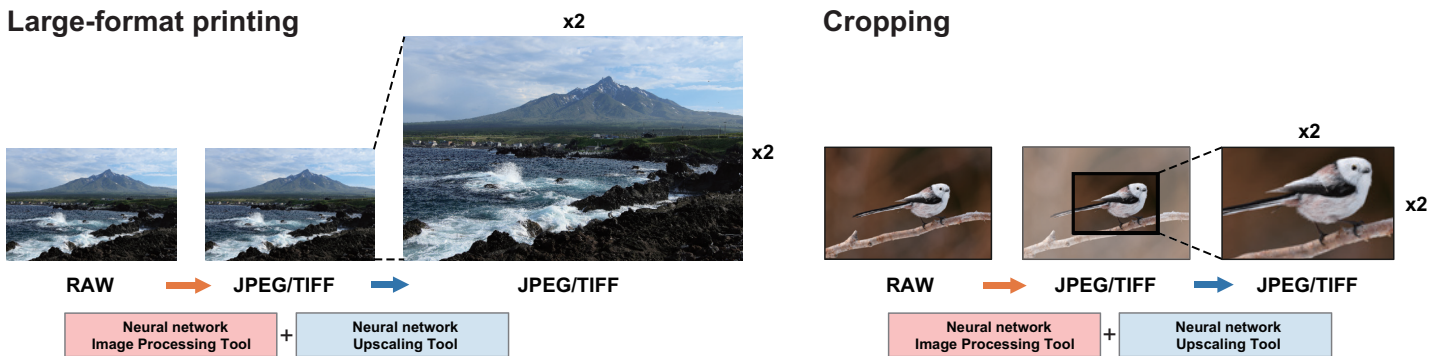 Large-format printing
x2
x2
RAW
JPEG/TIFF
JPEG/TIFF
Neural network
Image Processing Tool
+
Neural network
Upscaling Tool
Cropping
x2
x2
RAW
JPEG/TIFF
JPEG/TIFF
Neural network
Image Processing Tool
+
Neural network
Upscaling Tool